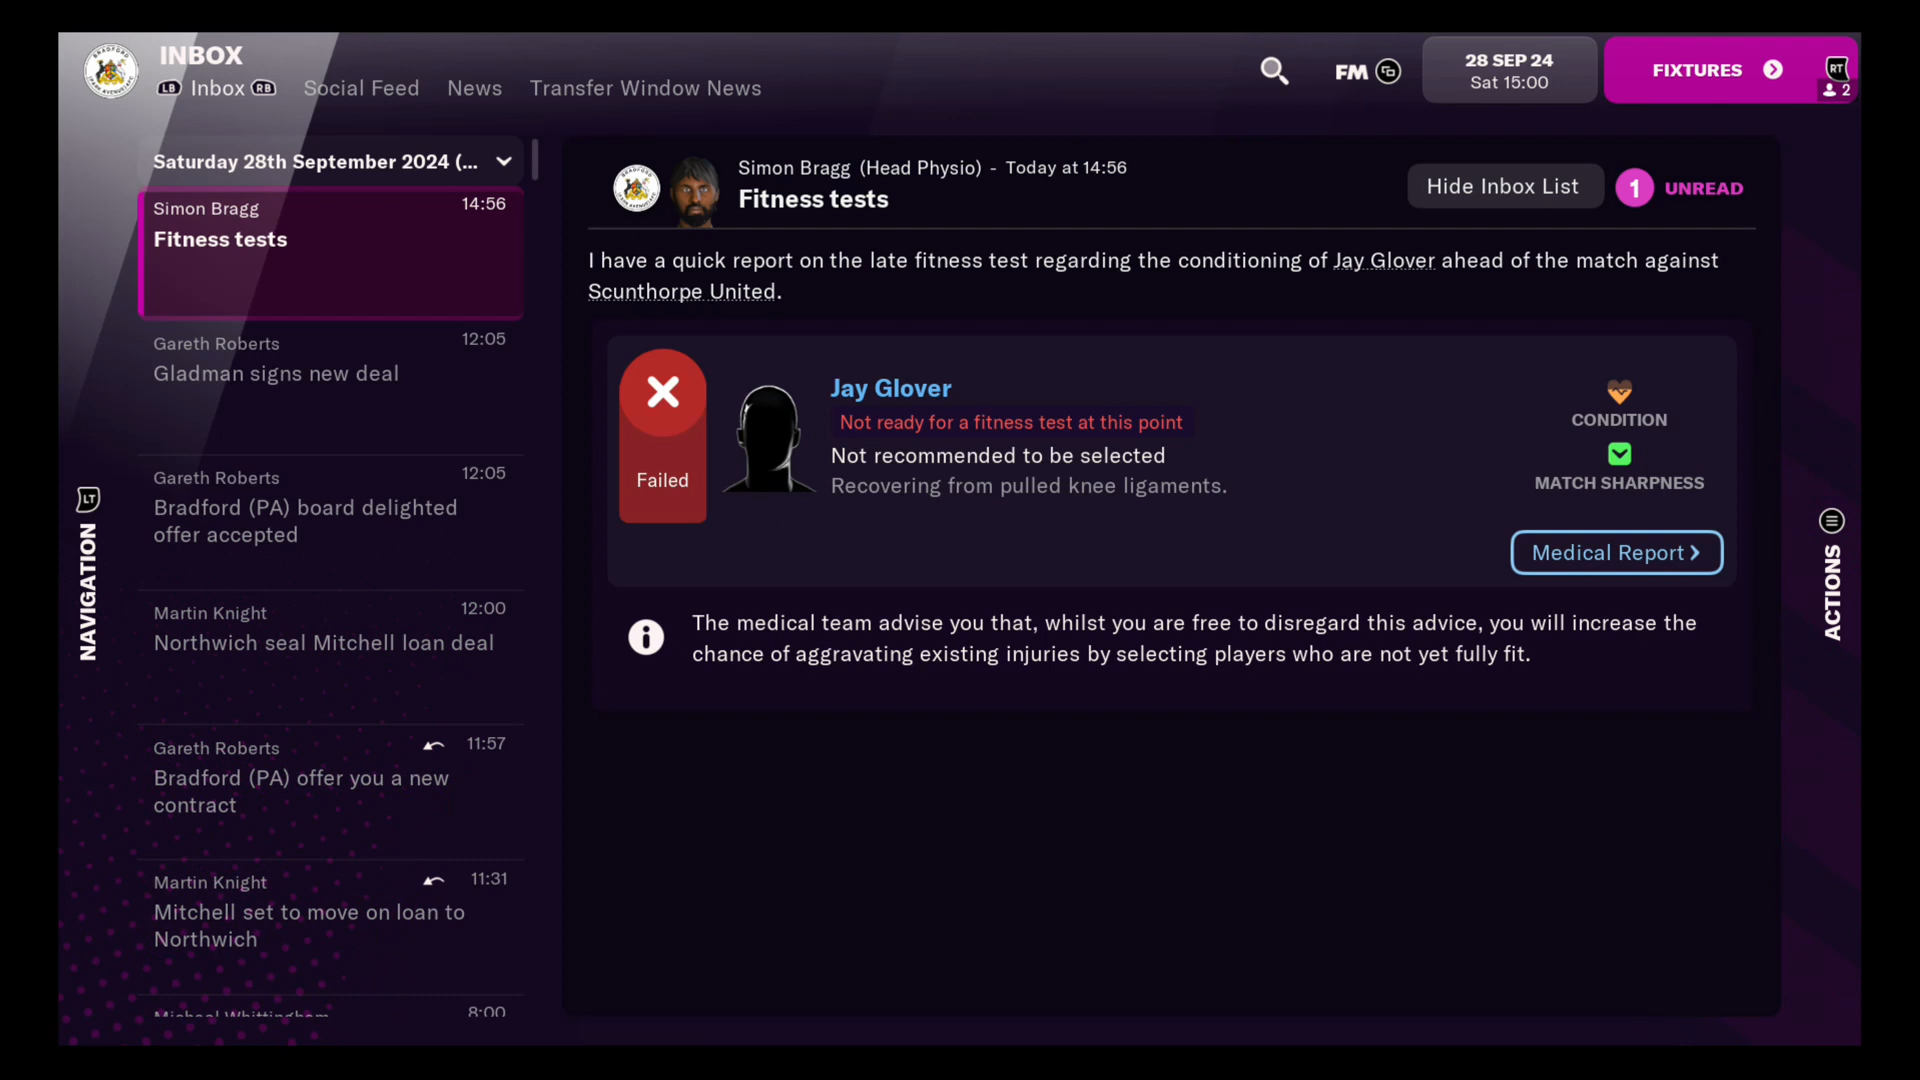 INBOX
LB Inbox RB Social Feed News Transfer Window News
FM
28 SEP 24
Sat 15:00
FIXTURES
RT
2
Saturday 28th September 2024 (...
Simon Bragg 14:56
Fitness tests
Gareth Roberts 12:05
Gladman signs new deal
Gareth Roberts 12:05
Bradford (PA) board delighted
offer accepted
Martin Knight 12:00
Northwich seal Mitchell loan deal
Gareth Roberts 11:57
Bradford (PA) offer you a new
contract
Martin Knight 11:31
Mitchell set to move on loan to
Northwich
Michael Whittingham 8:00
LT
NAVIGATION
Simon Bragg (Head Physio) - Today at 14:56
Fitness tests
Hide Inbox List
1 UNREAD
I have a quick report on the late fitness test regarding the conditioning of Jay Glover ahead of the match against
Scunthorpe United.
Failed
Jay Glover
Not ready for a fitness test at this point
Not recommended to be selected
Recovering from pulled knee ligaments.
CONDITION
MATCH SHARPNESS
Medical Report
The medical team advise you that, whilst you are free to disregard this advice, you will increase the
chance of aggravating existing injuries by selecting players who are not yet fully fit.
ACTIONS